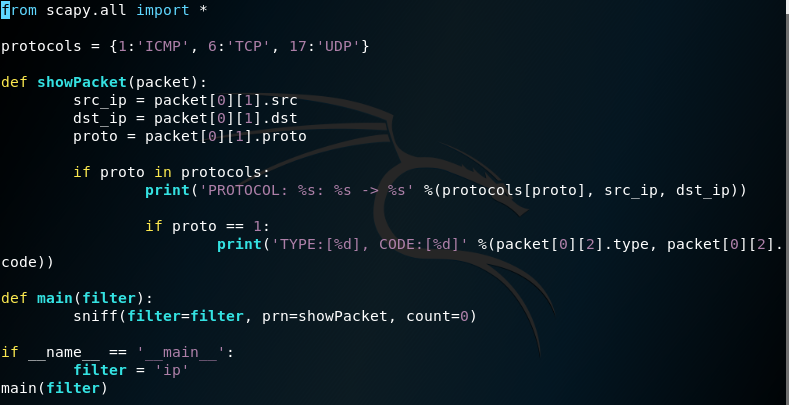 from scapy.all import *

protocols = {1:'ICMP', 6:'TCP', 17:'UDP'}

def showPacket(packet):
        src_ip = packet[0][1].src
        dst_ip = packet[0][1].dst
        proto = packet[0][1].proto

        if proto in protocols:
                print('PROTOCOL: %s: %s -> %s' %(protocols[proto], src_ip, dst_ip))

                if proto == 1:
                        print('TYPE:[%d], CODE:[%d]' %(packet[0][2].type, packet[0][2].
code))

def main(filter):
        sniff(filter=filter, prn=showPacket, count=0)

if __name__ == '__main__':
        filter = 'ip'
main(filter)